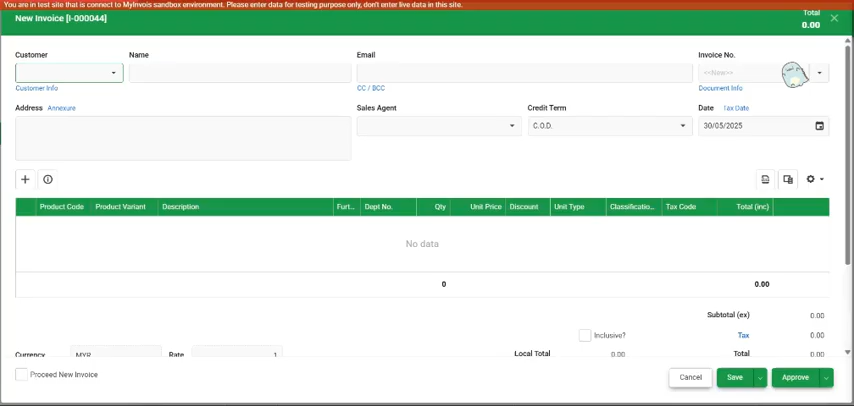 You are in test site that is connect to MyInvois sandbox environment. Please enter data for testing purpose only, don't enter live data in this site.
New Invoice [I-000044]
Total
0.00
Customer Name Email Invoice No.
<<New>>
Customer Info CC / BCC Document Info
Address Annexure Sales Agent Credit Term Date Tax Date
C.O.D. 30/05/2025
Product Code Product Variant Description Furt... Dept No. Qty Unit Price Discount Unit Type Classificatio... Tax Code Total (inc)
No data
0 0.00
Subtotal (ex) 0.00
Inclusive? Tax 0.00
Currency MYR Rate 1 Local Total 0.00 Total 0.00
Proceed New Invoice Cancel Save Approve